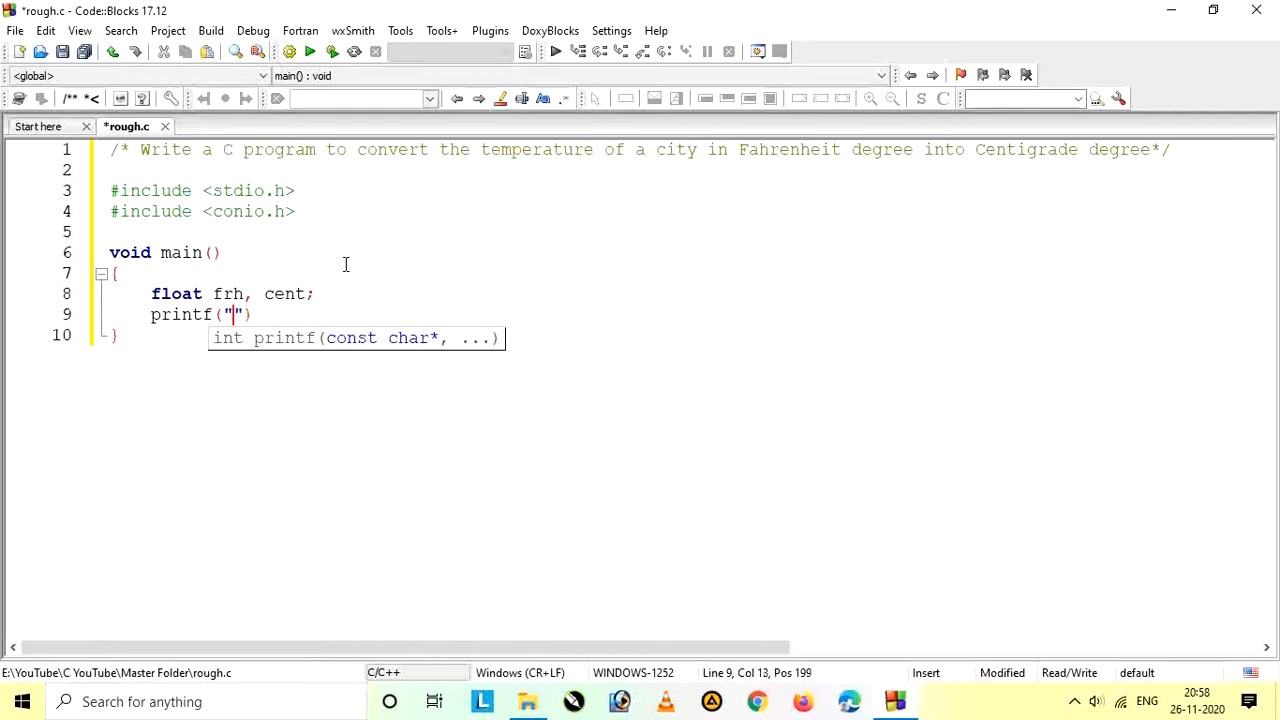 *rough.c - Code::Blocks 17.12
File Edit View Search Project Build Debug Fortran wxSmith Tools Tools+ Plugins DoxyBlocks Settings Help
<global> main() : void
/** *< S C
Start here *rough.c
1 /* Write a C program to convert the temperature of a city in Fahrenheit degree into Centigrade degree*/
2
3 #include <stdio.h>
4 #include <conio.h>
5
6 void main()
7 {
8 float frh, cent;
9 printf("")
10 }
int printf(const char*, ...)
E:\YouTube\C YouTube\Master Folder\rough.c C/C++ Windows (CR+LF) WINDOWS-1252 Line 9, Col 13, Pos 199 Insert Modified Read/Write default
Search for anything L ENG 20:58
26-11-2020